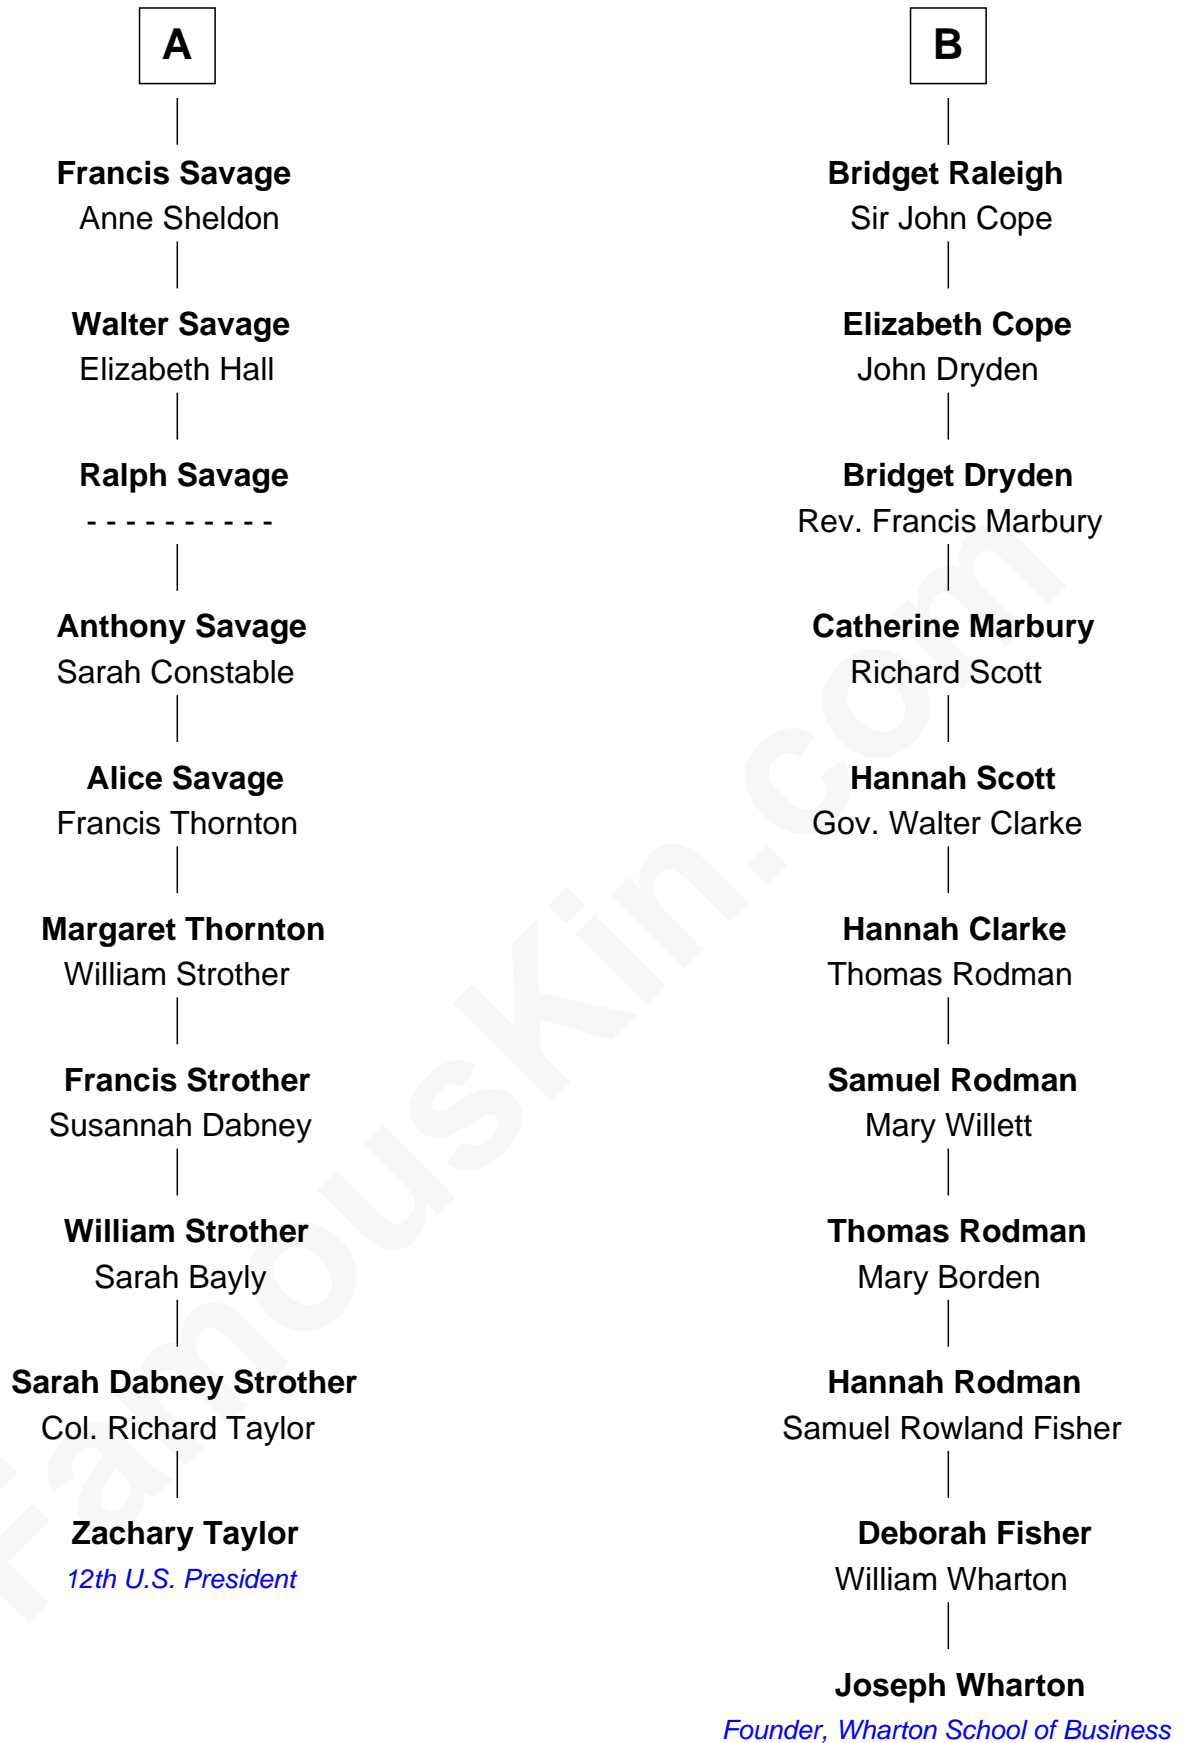 A
Francis Savage
Anne Sheldon
Walter Savage
Elizabeth Hall
Ralph Savage
- - - - - - - - - -
Anthony Savage
Sarah Constable
Alice Savage
Francis Thornton
Margaret Thornton
William Strother
Francis Strother
Susannah Dabney
William Strother
Sarah Bayly
Sarah Dabney Strother
Col. Richard Taylor
Zachary Taylor
12th U.S. President
B
Bridget Raleigh
Sir John Cope
Elizabeth Cope
John Dryden
Bridget Dryden
Rev. Francis Marbury
Catherine Marbury
Richard Scott
Hannah Scott
Gov. Walter Clarke
Hannah Clarke
Thomas Rodman
Samuel Rodman
Mary Willett
Thomas Rodman
Mary Borden
Hannah Rodman
Samuel Rowland Fisher
Deborah Fisher
William Wharton
Joseph Wharton
Founder, Wharton School of Business
FamousKin.com